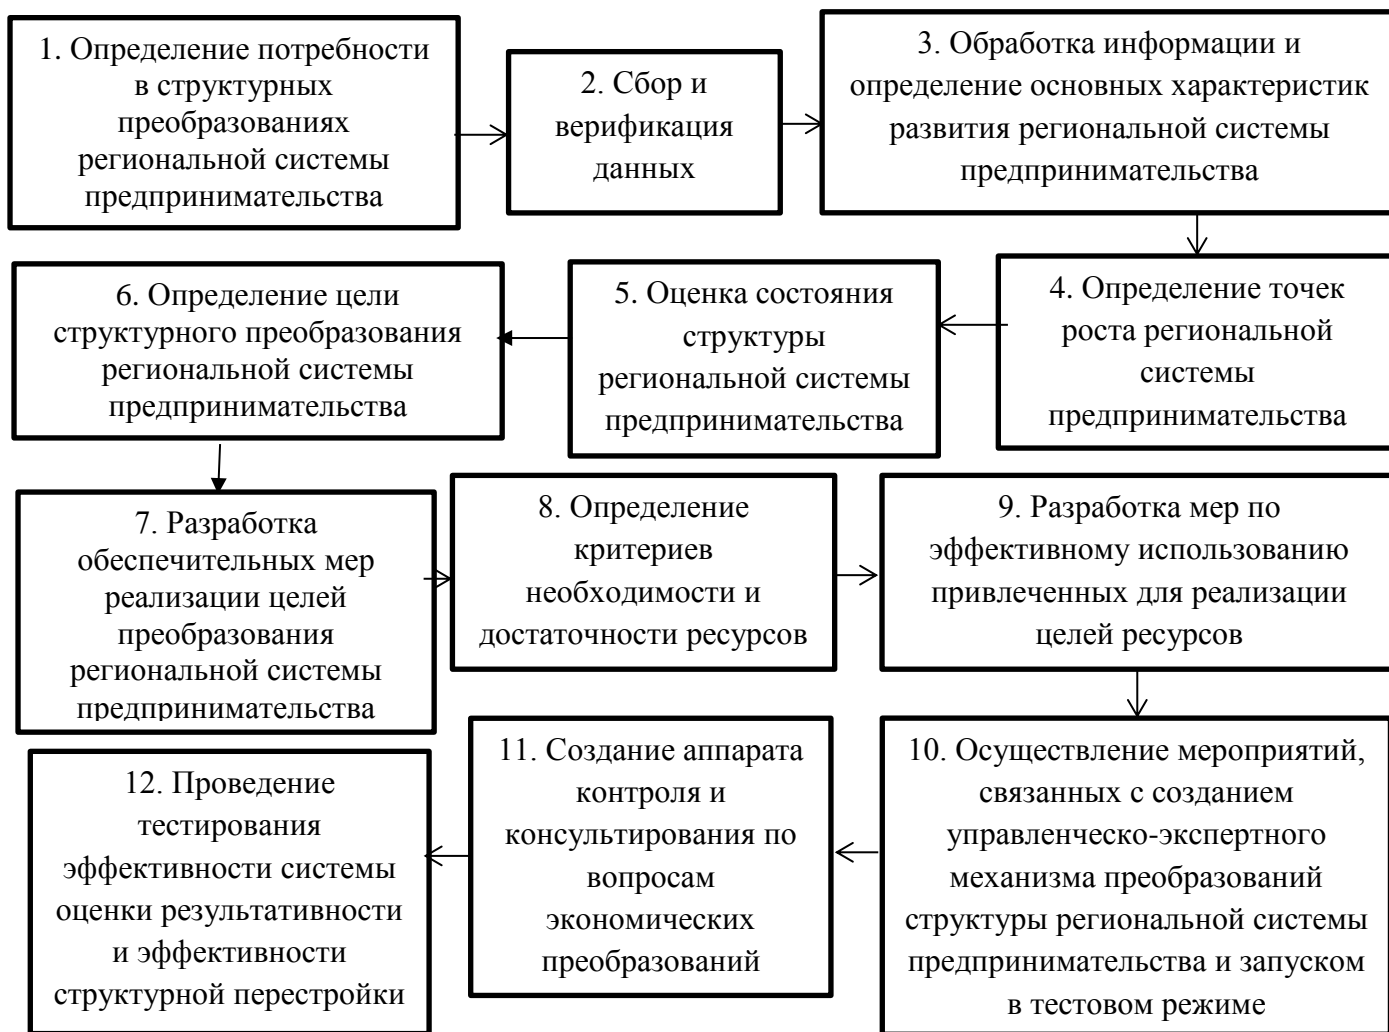 1. Определение потребности
в структурных
преобразованиях
региональной системы
предпринимательства
2. Сбор и
верификация
данных
3. Обработка информации и
определение основных характеристик
развития региональной системы
предпринимательства
4. Определение точек
роста региональной
системы
предпринимательства
5. Оценка состояния
структуры
региональной системы
предпринимательства
6. Определение цели
структурного преобразования
региональной системы
предпринимательства
7. Разработка
обеспечительных мер
реализации целей
преобразования
региональной системы
предпринимательства
8. Определение
критериев
необходимости и
достаточности ресурсов
9. Разработка мер по
эффективному использованию
привлеченных для реализации
целей ресурсов
10. Осуществление мероприятий,
связанных с созданием
управленческо-экспертного
механизма преобразований
структуры региональной системы
предпринимательства и запуском
в тестовом режиме
11. Создание аппарата
контроля и
консультирования по
вопросам
экономических
преобразований
12. Проведение
тестирования
эффективности системы
оценки результативности
и эффективности
структурной перестройки